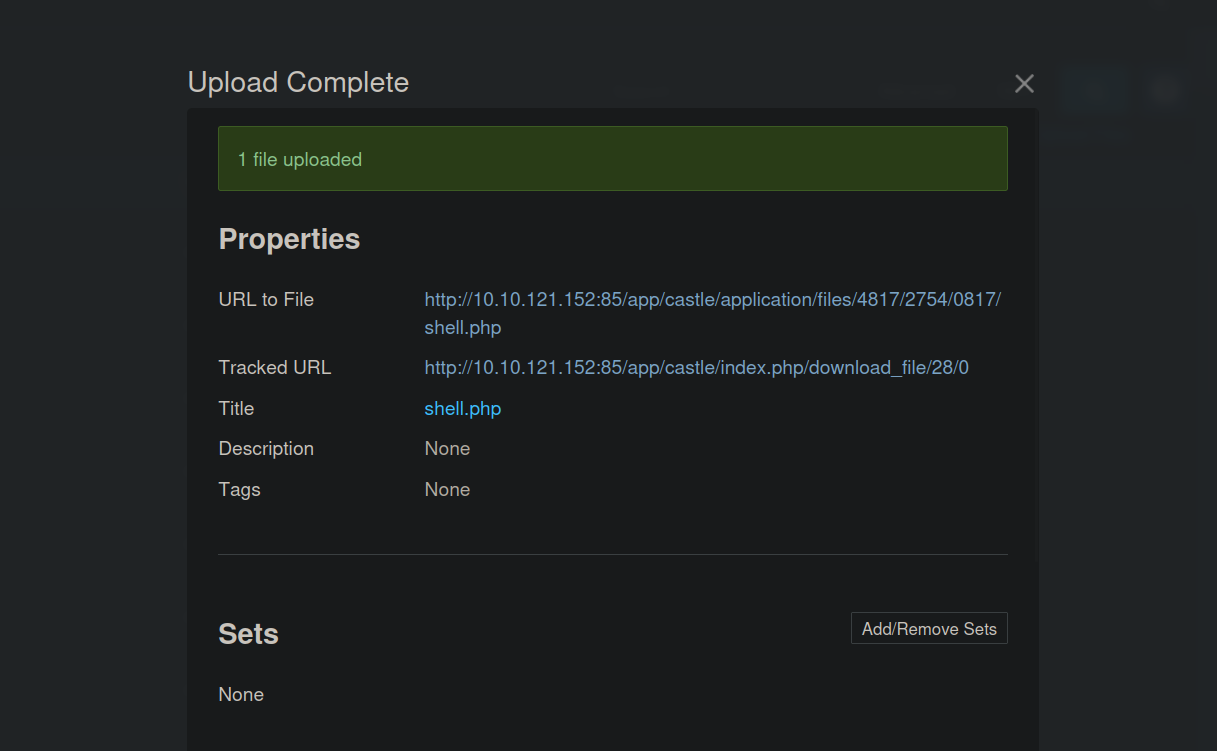 Upload Complete
1 file uploaded
Properties
URL to File http://10.10.121.152:85/app/castle/application/files/4817/2754/0817/
shell.php
Tracked URL http://10.10.121.152:85/app/castle/index.php/download_file/28/0
Title shell.php
Description None
Tags None
Sets Add/Remove Sets
None